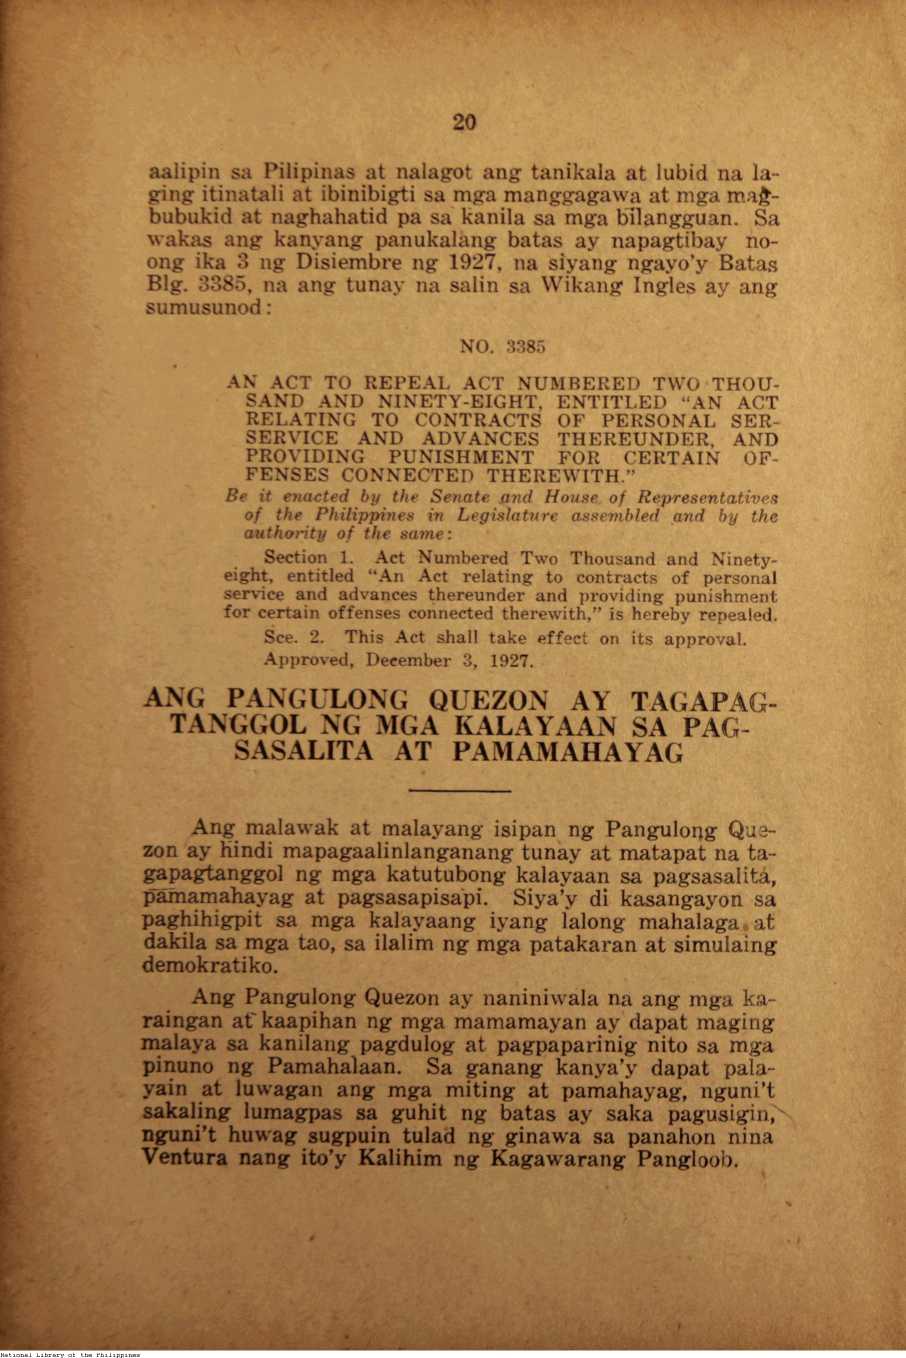 20
aalipin sa Pilipinas at nalagot ang tanikala at lubid na la-
ging itinatali at ibinibigti sa mga manggagawa at mga mag-
bubukid at naghahatid pa sa kanila sa mga bilangguan. Sa
wakas ang kanyang panukalang batas ay napagtibay no-
ong ika 3 ng Disiembre ng 1927, na siyang ngayo'y Batas
Blg. 3385, na ang tunay na salin sa Wikang Ingles ay ang
sumusunod:
NO. 3385
AN ACT TO REPEAL ACT NUMBERED TWO THOU-
SAND AND NINETY-EIGHT, ENTITLED "AN ACT
RELATING TO CONTRACTS OF PERSONAL SER-
SERVICE AND ADVANCES THEREUNDER, AND
PROVIDING PUNISHMENT FOR CERTAIN OF-
FENSES CONNECTED THEREWITH."
Be it enacted by the Senate and House of Representatives
of the Philippines in Legislature assembled and by the
authority of the same:
Section 1. Act Numbered Two Thousand and Ninety-
eight, entitled "An Act relating to contracts of personal
service and advances thereunder and providing punishment
for certain offenses connected therewith," is hereby repealed.
Sce. 2. This Act shall take effect on its approval.
Approved, December 3, 1927.
ANG PANGULONG QUEZON AY TAGAPAG-
TANGGOL NG MGA KALAYAAN SA PAG-
SASALITA AT PAMAMAHAYAG
Ang malawak at malayang isipan ng Pangulong Que-
zon ay hindi mapagaalinlanganang tunay at matapat na ta-
gapagtanggol ng mga katutubong kalayaan sa pagsasalita,
pamamahayag at pagsasapisapi. Siya'y di kasangayon sa
paghihigpit sa mga kalayaang iyang lalong mahalaga at
dakila sa mga tao, sa ilalim ng mga patakaran at simulaing
demokratiko.
Ang Pangulong Quezon ay naniniwala na ang mga ka-
raingan at kaapihan ng mga mamamayan ay dapat maging
malaya sa kanilang pagdulog at pagpaparinig nito sa mga
pinuno ng Pamahalaan. Sa ganang kanya'y dapat pala-
yain at luwagan ang mga miting at pamahayag, nguni't
sakaling lumagpas sa guhit ng batas ay saka pagusigin,
nguni't huwag sugpuin tulad ng ginawa sa panahon nina
Ventura nang ito'y Kalihim ng Kagawarang Pangloob.
National Library of the Philippines